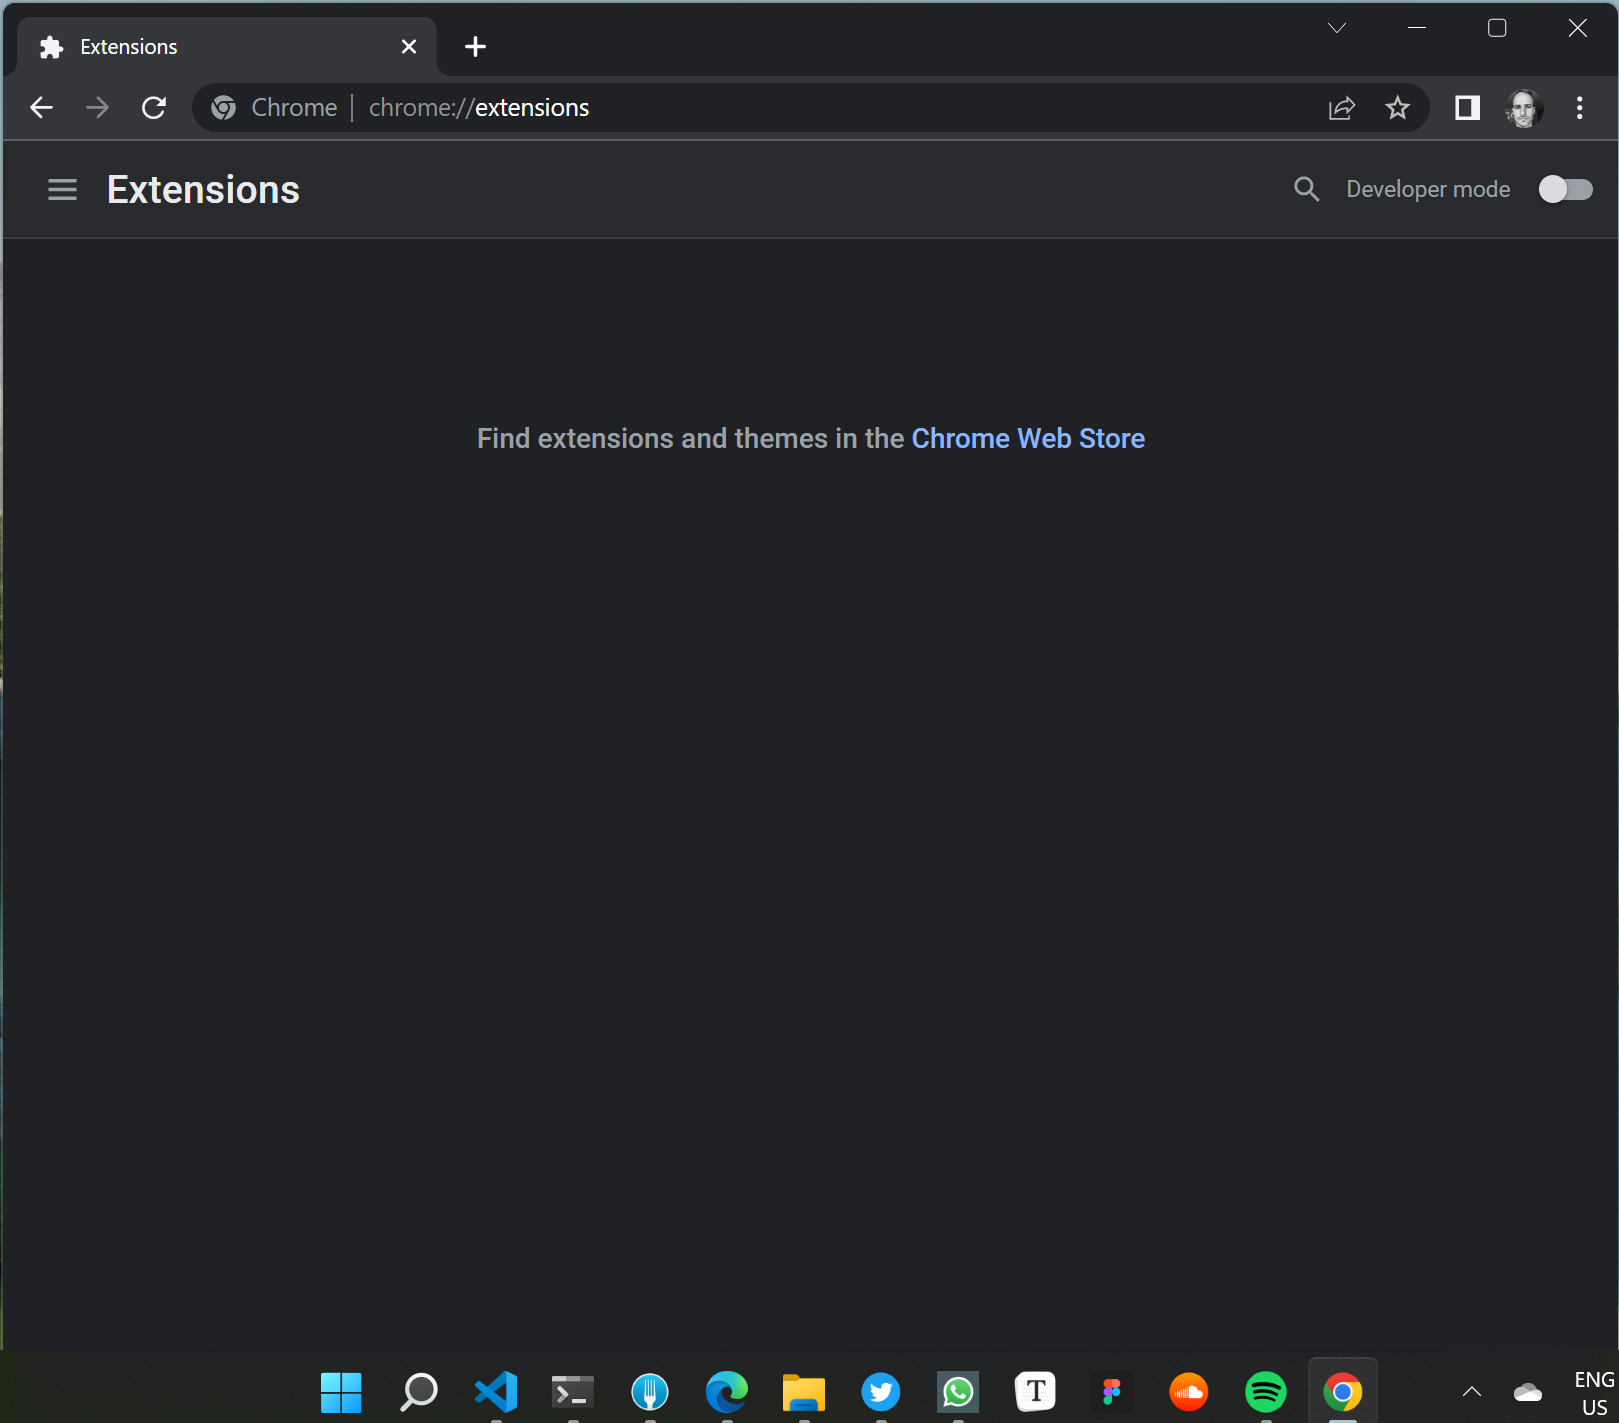 Extensions
Chrome | chrome://extensions
Extensions
Developer mode
Find extensions and themes in the Chrome Web Store
T
ENG
US